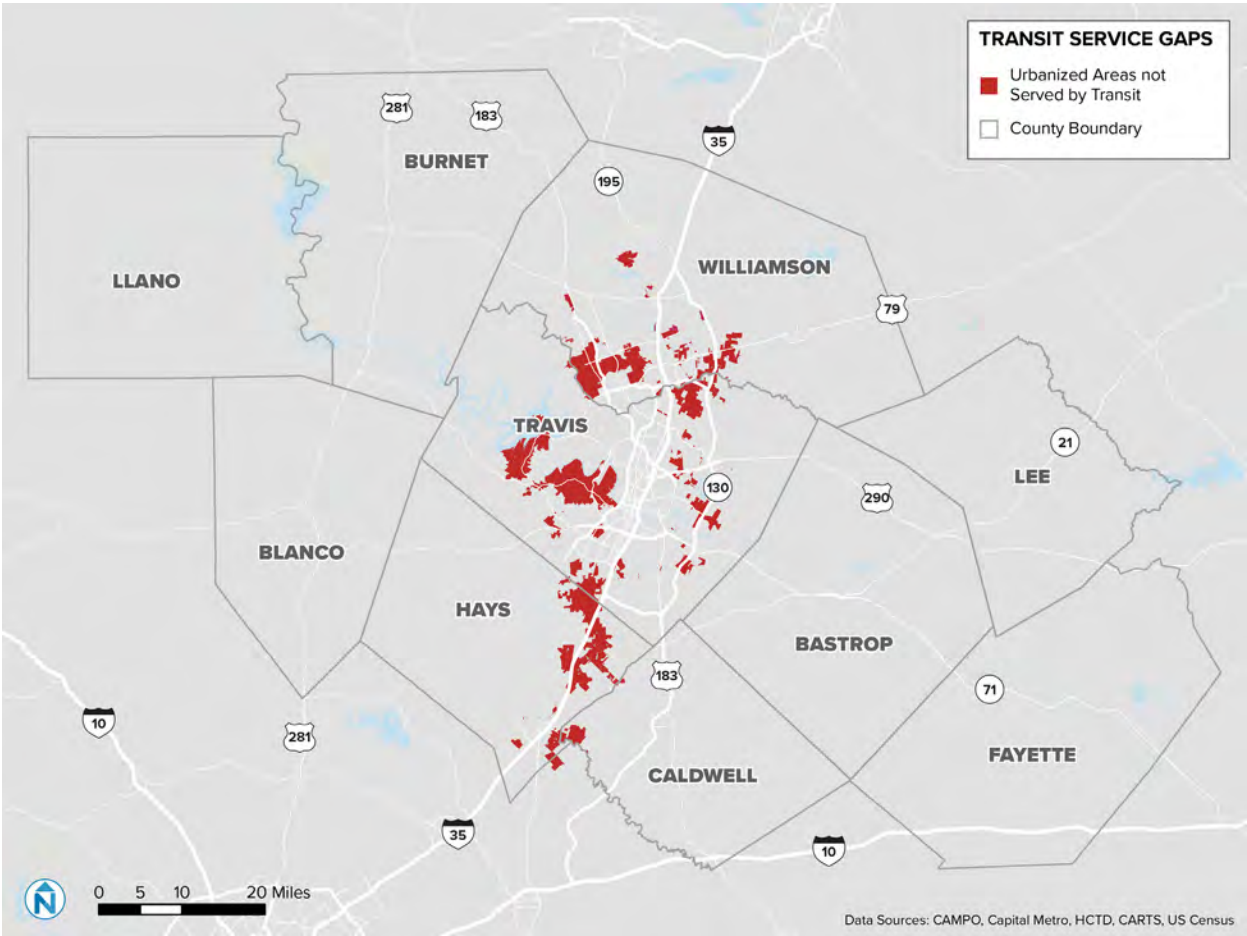 TRANSIT SERVICE GAPS
Urbanized Areas not
Served by Transit
County Boundary
281
183
35
BURNET
195
LLANO
WILLIAMSON
79
TRAVIS
21
LEE
130
290
BLANCO
HAYS
BASTROP
183
71
10
281
FAYETTE
CALDWELL
35
10
N
0 5 10 20 Miles
Data Sources: CAMPO, Capital Metro, HCTD, CARTS, US Census